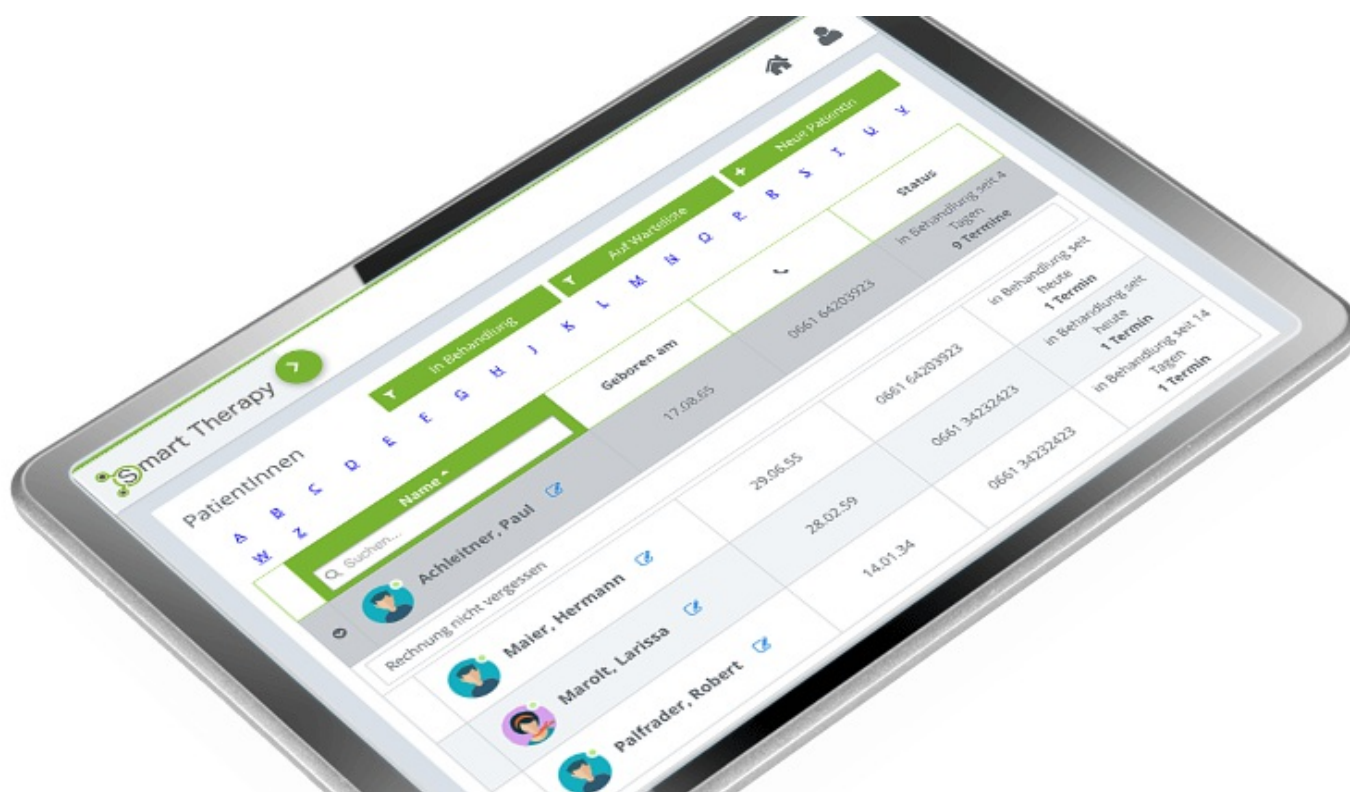 Smart Therapy
PatientInnen
In Behandlung
Auf Warteliste
+ Neue PatientIn
A B C D E F G H J K L M N O P R S T U V
W Z
Name
Geboren am
Status
Suchen...
Achleitner, Paul
17.08.65
0661 64203923
in Behandlung seit 4
Tagen
9 Termine
Rechnung nicht vergessen
Maier, Hermann
29.06.55
0661 64203923
in Behandlung seit
heute
1 Termin
Marolt, Larissa
28.02.59
0661 34232423
in Behandlung seit
heute
1 Termin
Palfrader, Robert
14.01.34
0661 34232423
in Behandlung seit 14
Tagen
1 Termin